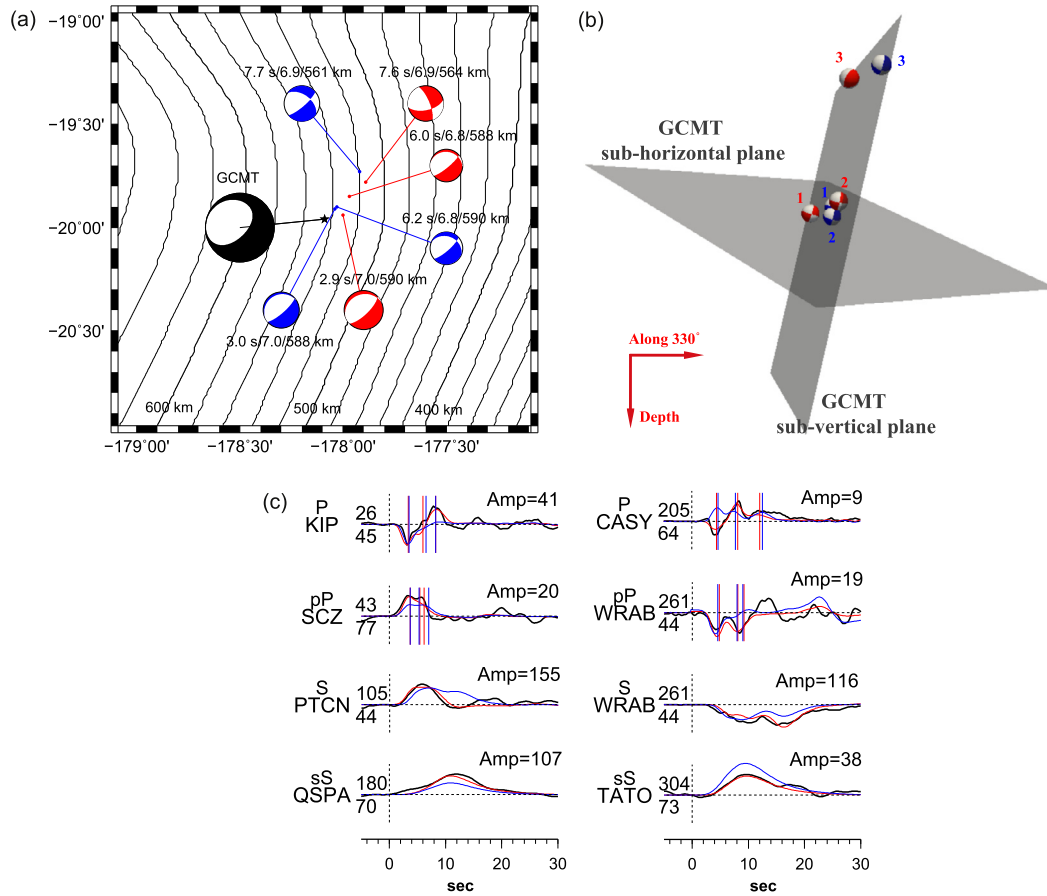 (a)
−19˚00'
−19˚30'
−20˚00'
−20˚30'
−179˚00'
−178˚30'
−178˚00'
−177˚30'
7.7 s/6.9/561 km
7.6 s/6.9/564 km
6.0 s/6.8/588 km
GCMT
6.2 s/6.8/590 km
2.9 s/7.0/590 km
3.0 s/7.0/588 km
600 km
500 km
400 km
(b)
3
3
GCMT
sub-horizontal plane
1
1
2
2
Along 330˚
Depth
GCMT
sub-vertical plane
(c)
P
KIP
26
45
Amp=41
pP
SCZ
43
77
Amp=20
S
PTCN
105
44
Amp=155
sS
QSPA
180
70
Amp=107
0
10
20
30
sec
P
CASY
205
64
Amp=9
pP
WRAB
261
44
Amp=19
S
WRAB
261
44
Amp=116
sS
TATO
304
73
Amp=38
0
10
20
30
sec